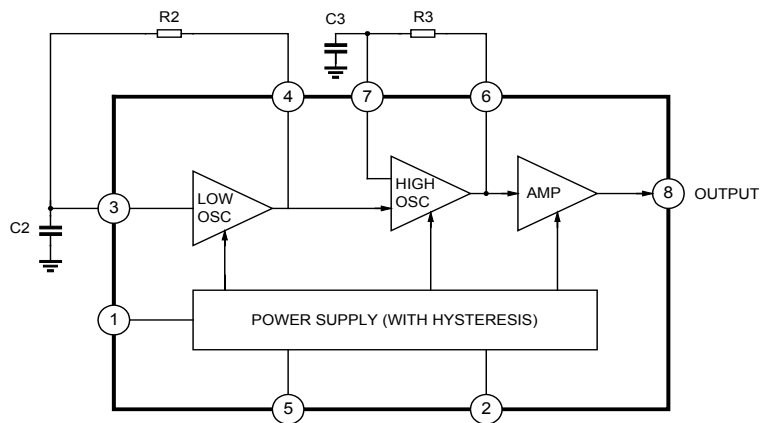 R2
C3
R3
4
7
6
LOW
OSC
HIGH
OSC
AMP
8
OUTPUT
3
C2
1
POWER SUPPLY (WITH HYSTERESIS)
5
2